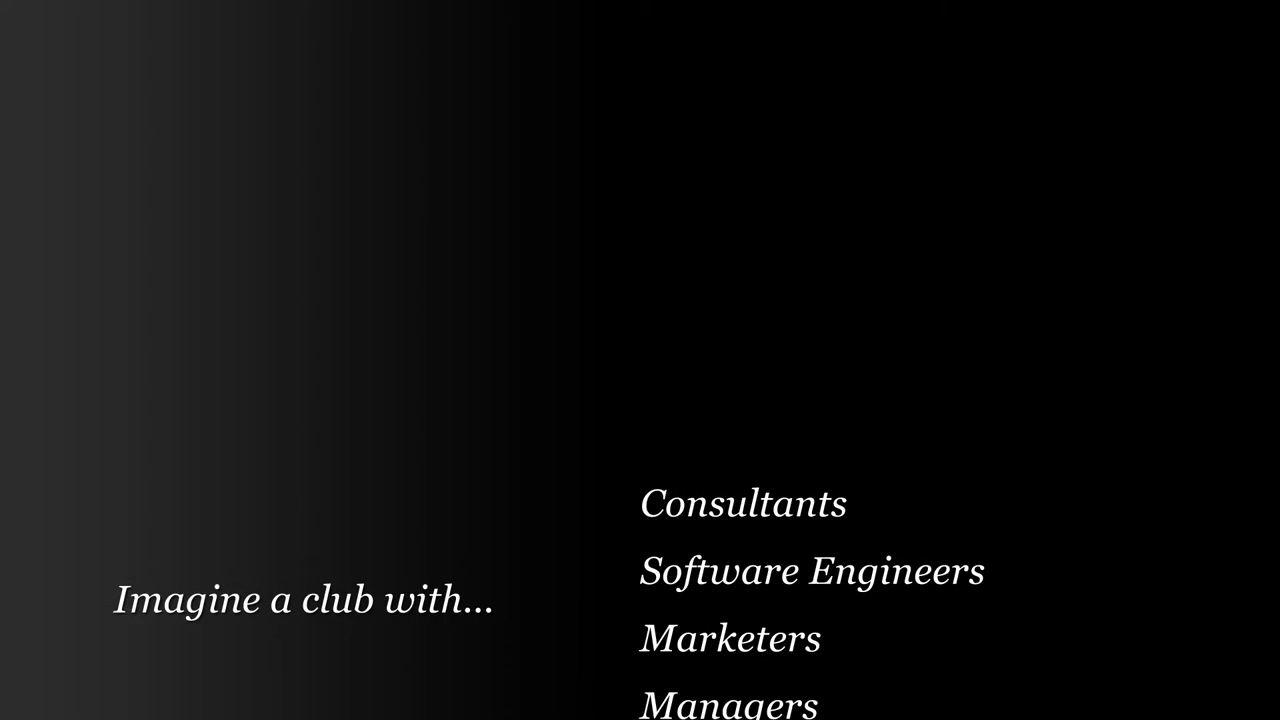 Imagine a club with...
Consultants
Software Engineers
Marketers
Managers